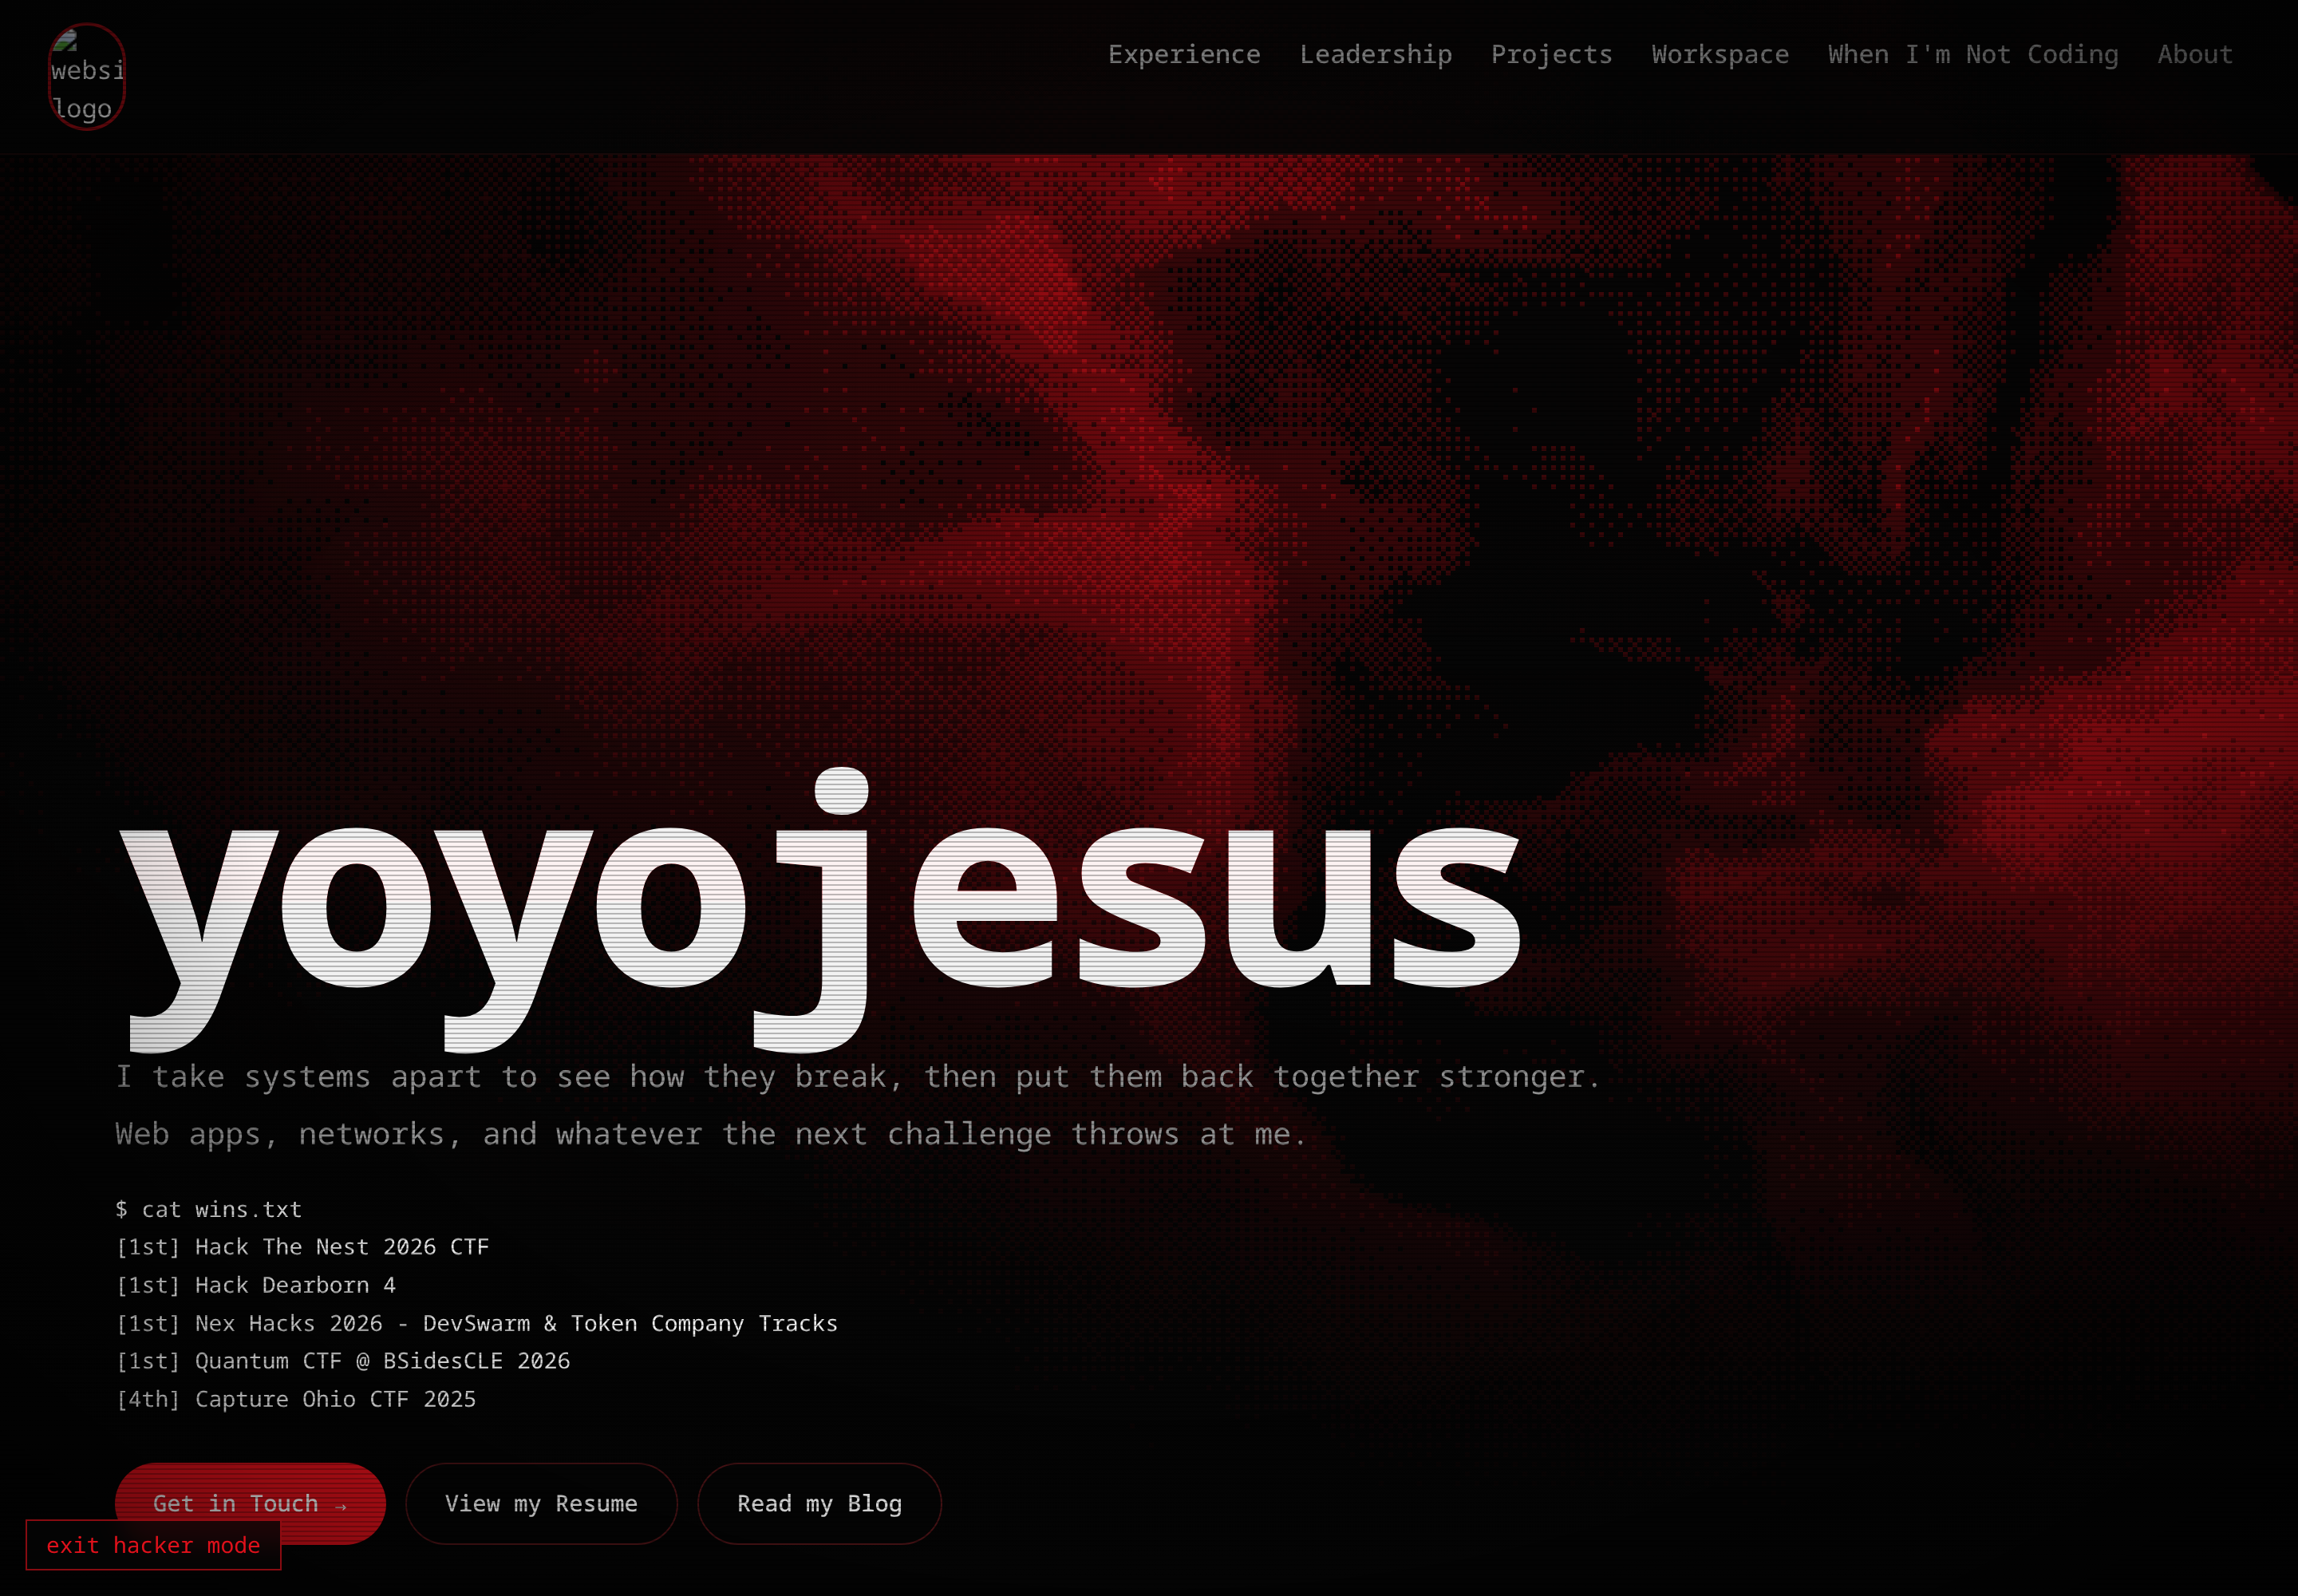 websi
logo
Experience Leadership Projects Workspace When I'm Not Coding About
yoyojesus
I take systems apart to see how they break, then put them back together stronger.
Web apps, networks, and whatever the next challenge throws at me.
$ cat wins.txt
[1st] Hack The Nest 2026 CTF
[1st] Hack Dearborn 4
[1st] Nex Hacks 2026 - DevSwarm & Token Company Tracks
[1st] Quantum CTF @ BSidesCLE 2026
[4th] Capture Ohio CTF 2025
Get in Touch → View my Resume Read my Blog
exit hacker mode